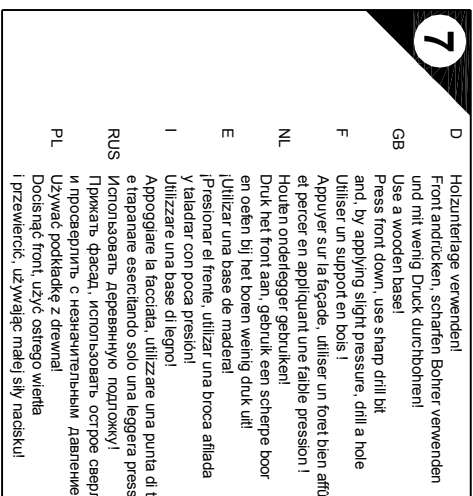 7
D Holzunterlage verwenden!
Front andrücken, scharfen Bohrer verwenden
und mit wenig Druck durchbohren!
GB Use a wooden base!
Press front down, use sharp drill bit
and, by applying slight pressure, drill a hole
F Utiliser un support en bois !
Appuyer sur la façade, utiliser un foret bien affû
et percer en appliquant une faible pression !
NL Houten onderlegger gebruiken!
Druk het front aan, gebruik een scherpe boor
en oefen bij het boren weinig druk uit!
E ¡Utilizar una base de madera!
¡Presionar el frente, utilizar una broca afilada
y taladrar con poca presión!
I Utilizzare una base di legno!
Appoggiare la facciata, utilizzare una punta di t
e trapanare esercitando solo una leggera press
RUS Использовать деревянную подложку!
Прижать фасад, использовать острое сверл
и просверлить с незначительным давление
PL Używać podkładkę z drewna!
Docisnąć front, użyć ostrego wiertła
i przewiercić, używając małej siły nacisku!